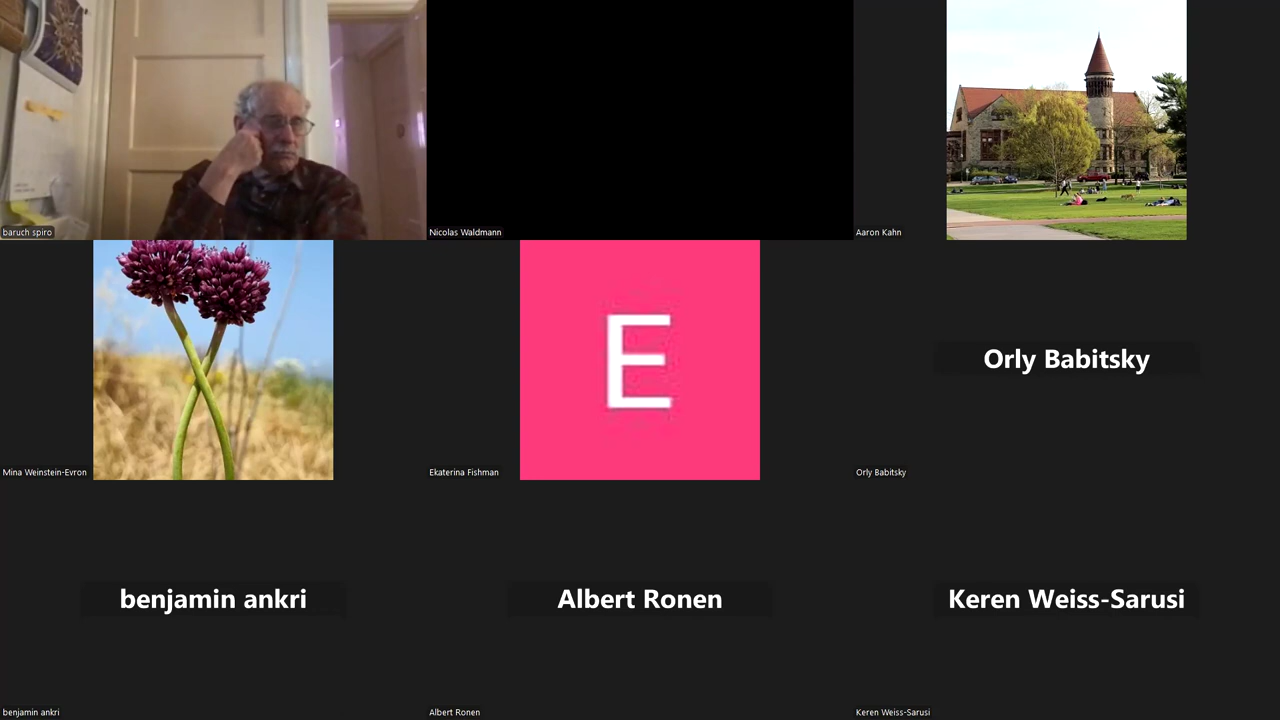 baruch spiro
Nicolas Waldmann
Aaron Kahn
Mina Weinstein-Evron
E
Ekaterina Fishman
Orly Babitsky
Orly Babitsky
benjamin ankri
benjamin ankri
Albert Ronen
Albert Ronen
Keren Weiss-Sarusi
Keren Weiss-Sarusi